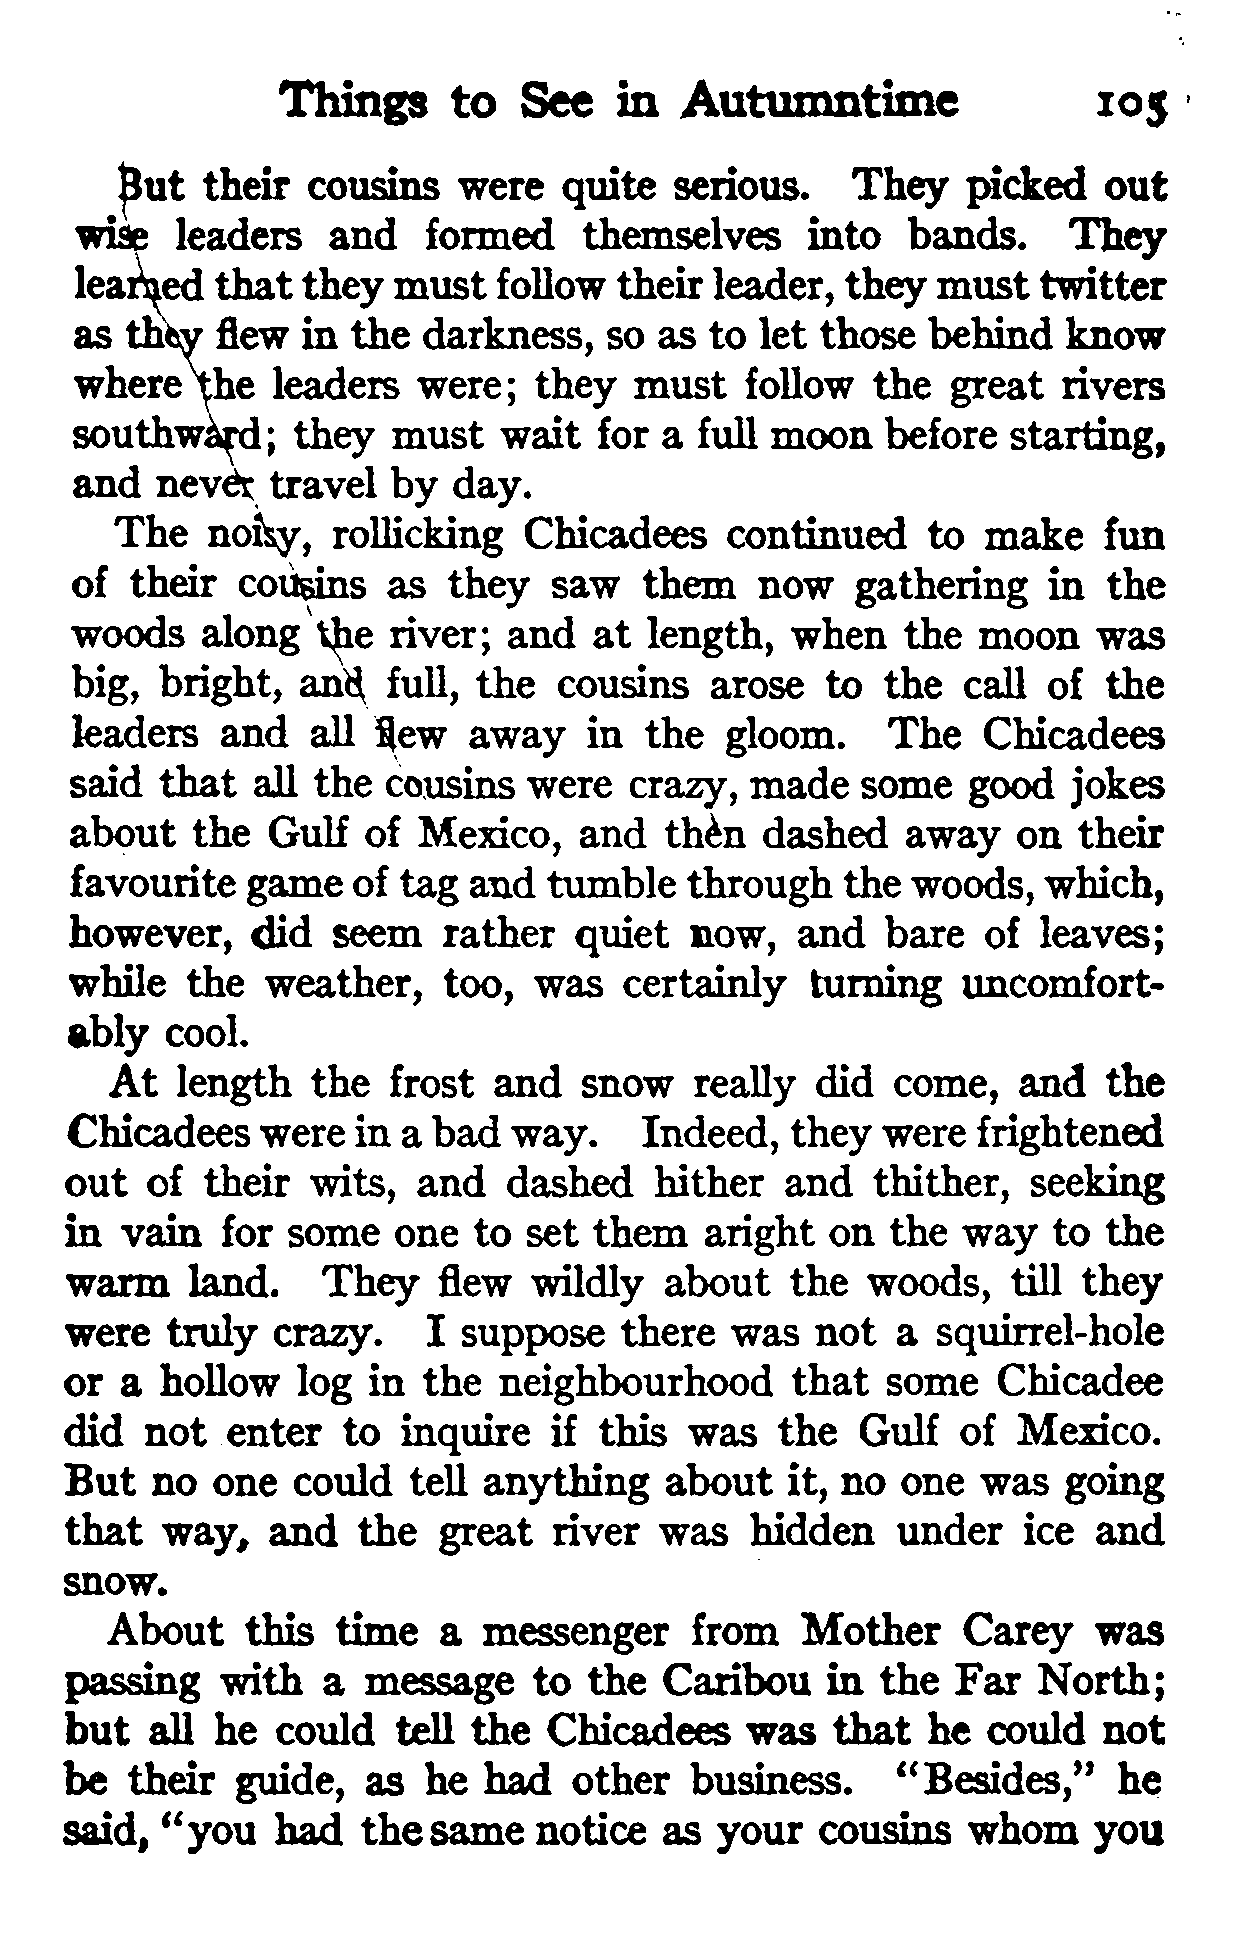 Things to See in Autumntime 105
But their cousins were quite serious. They picked out
wise leaders and formed themselves into bands. They
learned that they must follow their leader, they must twitter
as they flew in the darkness, so as to let those behind know
where the leaders were; they must follow the great rivers
southward; they must wait for a full moon before starting,
and never travel by day.
The noisy, rollicking Chicadees continued to make fun
of their cousins as they saw them now gathering in the
woods along the river; and at length, when the moon was
big, bright, and full, the cousins arose to the call of the
leaders and all flew away in the gloom. The Chicadees
said that all the cousins were crazy, made some good jokes
about the Gulf of Mexico, and then dashed away on their
favourite game of tag and tumble through the woods, which,
however, did seem rather quiet now, and bare of leaves;
while the weather, too, was certainly turning uncomfort-
ably cool.
At length the frost and snow really did come, and the
Chicadees were in a bad way. Indeed, they were frightened
out of their wits, and dashed hither and thither, seeking
in vain for some one to set them aright on the way to the
warm land. They flew wildly about the woods, till they
were truly crazy. I suppose there was not a squirrel-hole
or a hollow log in the neighbourhood that some Chicadee
did not enter to inquire if this was the Gulf of Mexico.
But no one could tell anything about it, no one was going
that way, and the great river was hidden under ice and
snow.
About this time a messenger from Mother Carey was
passing with a message to the Caribou in the Far North;
but all he could tell the Chicadees was that he could not
be their guide, as he had other business. "Besides," he
said, "you had the same notice as your cousins whom you